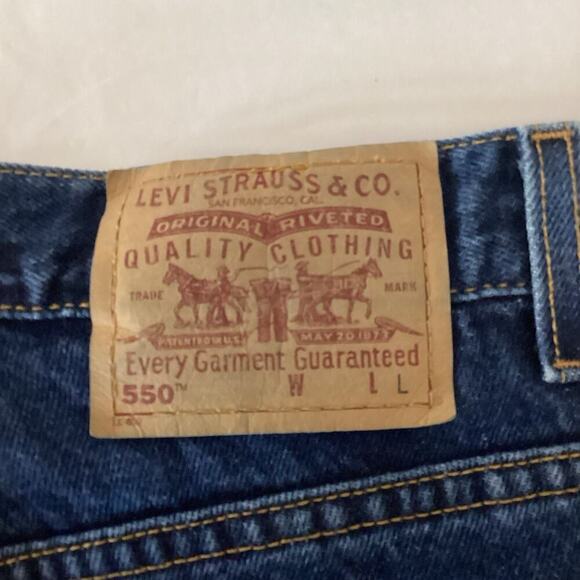 LEVI STRAUSS & CO.
SAN FRANCISCO, CAL.
ORIGINAL RIVETED
QUALITY CLOTHING
TRADE MARK
PATENTED IN U.S. MAY 20 1873
Every Garment Guaranteed
550™ W L L